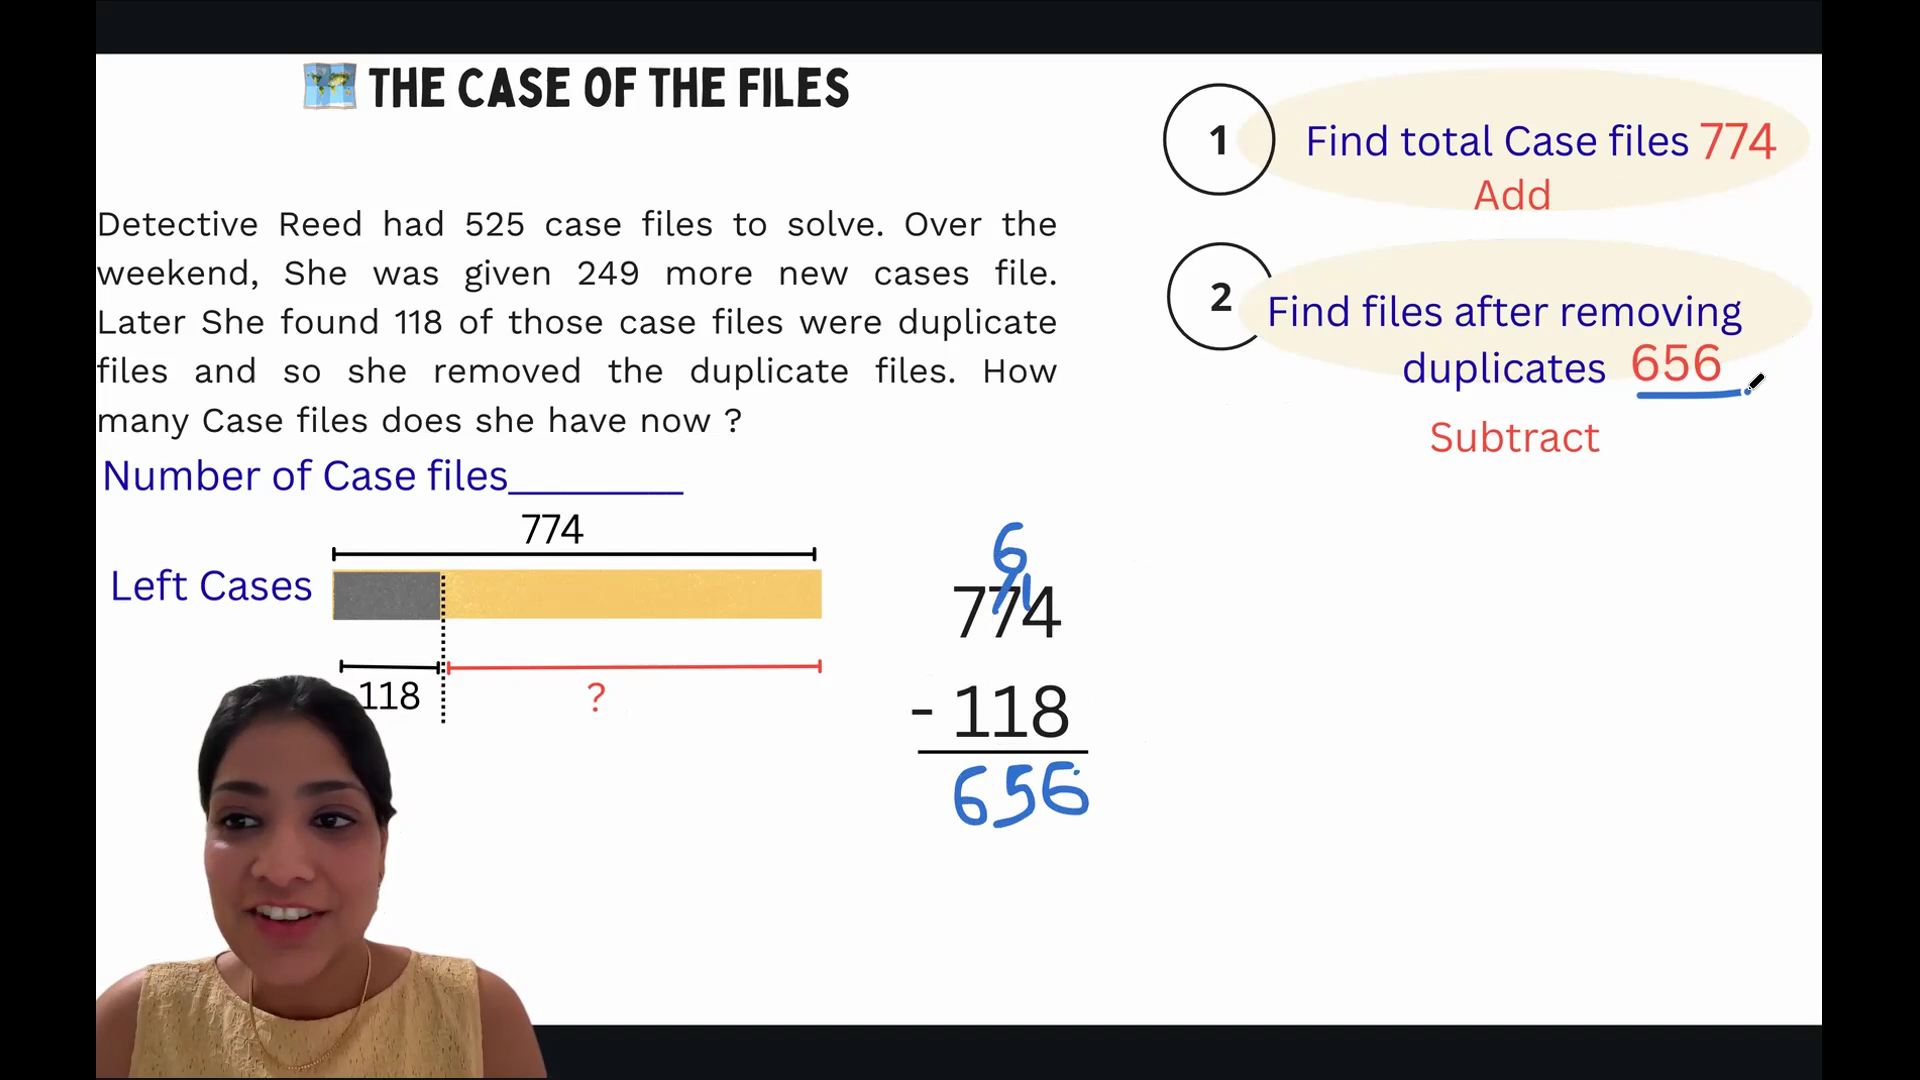 THE CASE OF THE FILES
Detective Reed had 525 case files to solve. Over the
weekend, She was given 249 more new cases file.
Later She found 118 of those case files were duplicate
files and so she removed the duplicate files. How
many Case files does she have now ?
Number of Case files________
774
Left Cases
118
?
6
1
774
- 118
656
1
Find total Case files 774
Add
2
Find files after removing
duplicates 656
Subtract